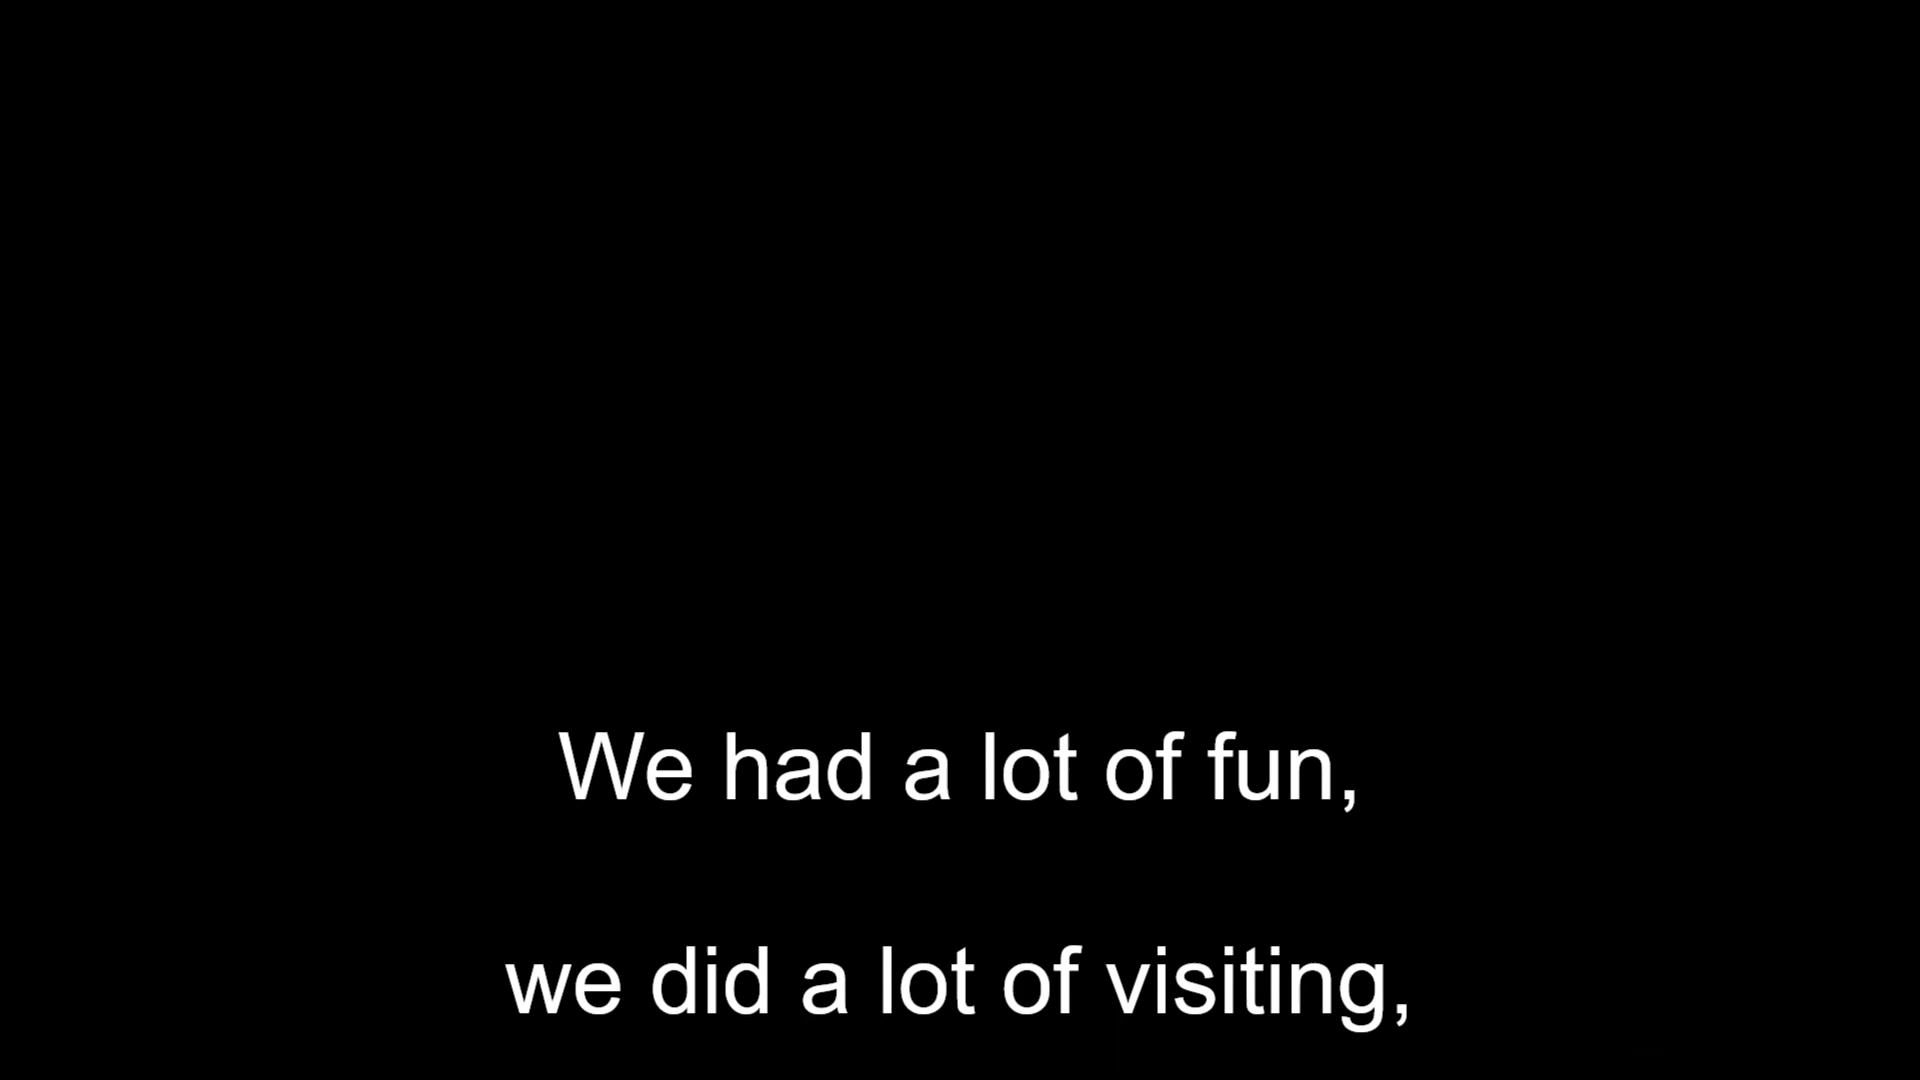 We had a lot of fun,
we did a lot of visiting,